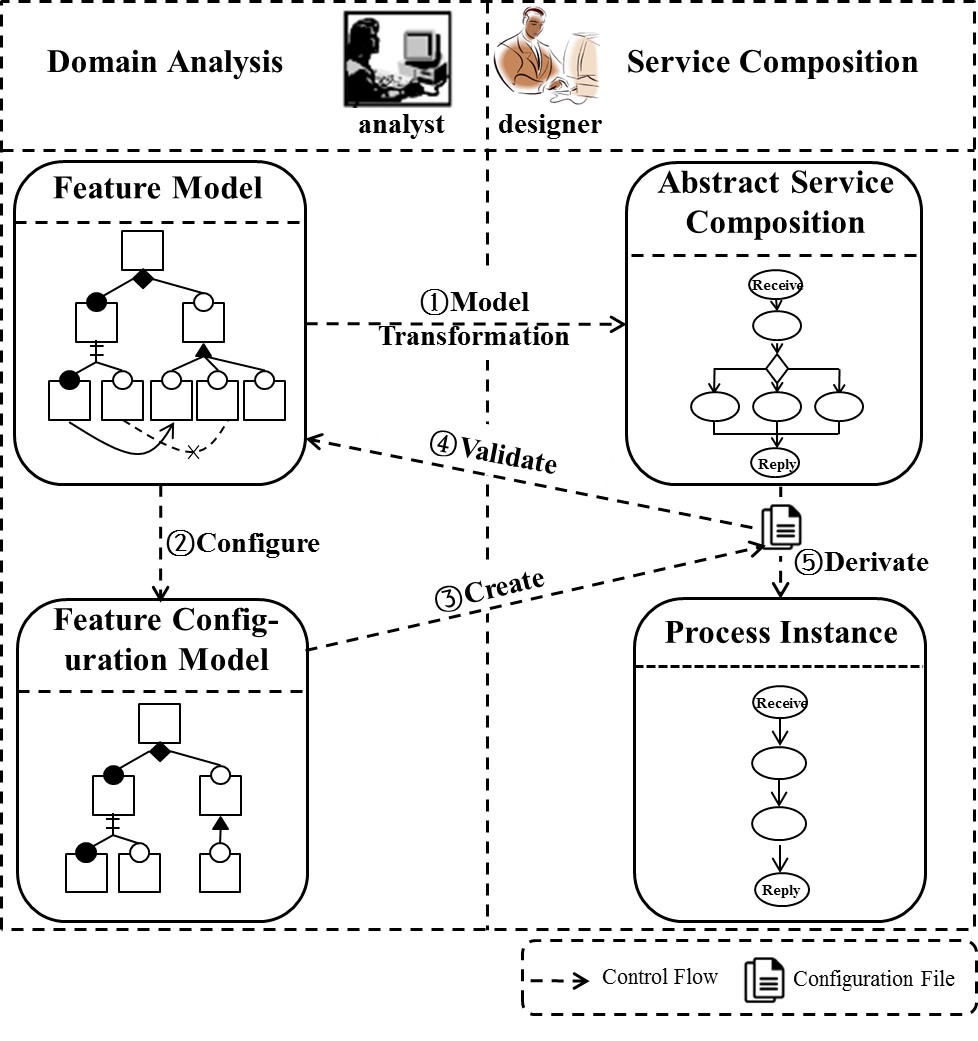 Domain Analysis
analyst
designer
Service Composition
Feature Model
Abstract Service
Composition
Receive
Reply
①Model
Transformation
④Validate
②Configure
③Create
⑤Derivate
Feature Config-
uration Model
Process Instance
Receive
Reply
Control Flow
Configuration File